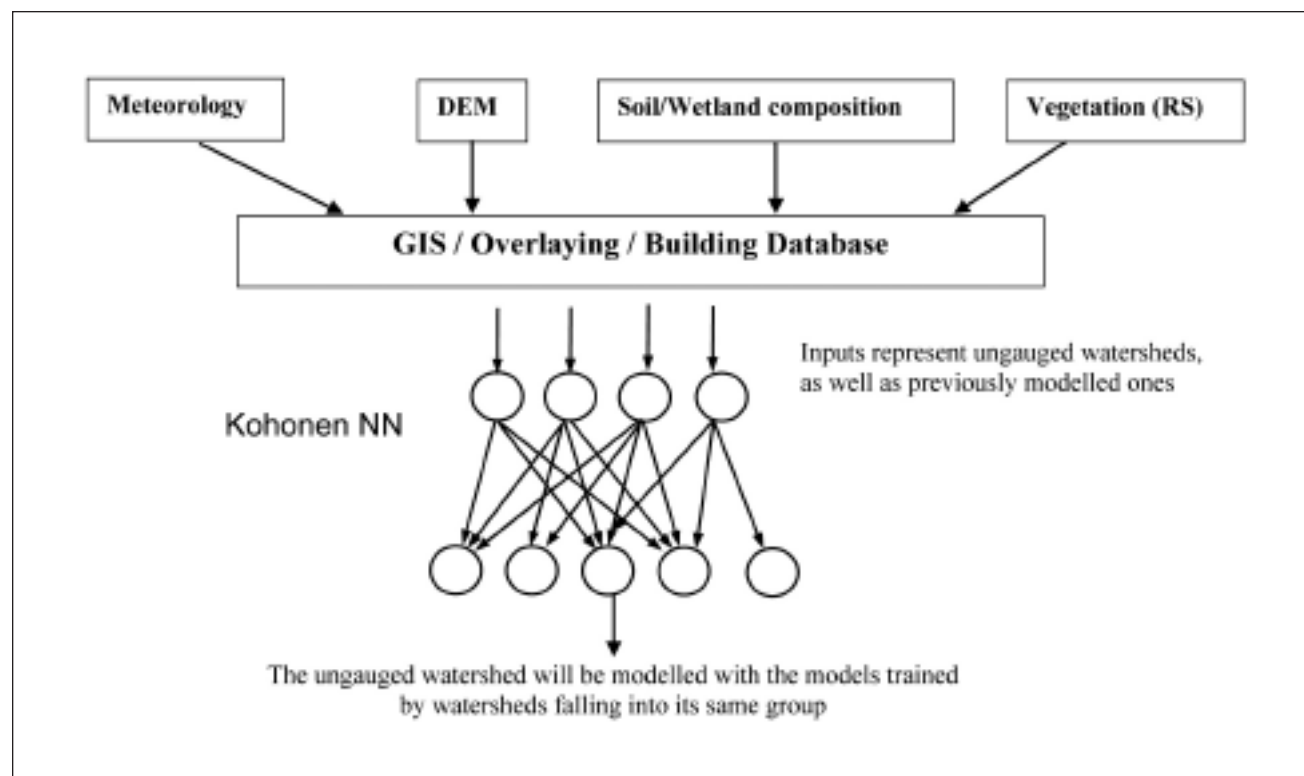 Meteorology
DEM
Soil/Wetland composition
Vegetation (RS)
GIS / Overlaying / Building Database
Inputs represent ungauged watersheds,
as well as previously modelled ones
Kohonen NN
The ungauged watershed will be modelled with the models trained
by watersheds falling into its same group